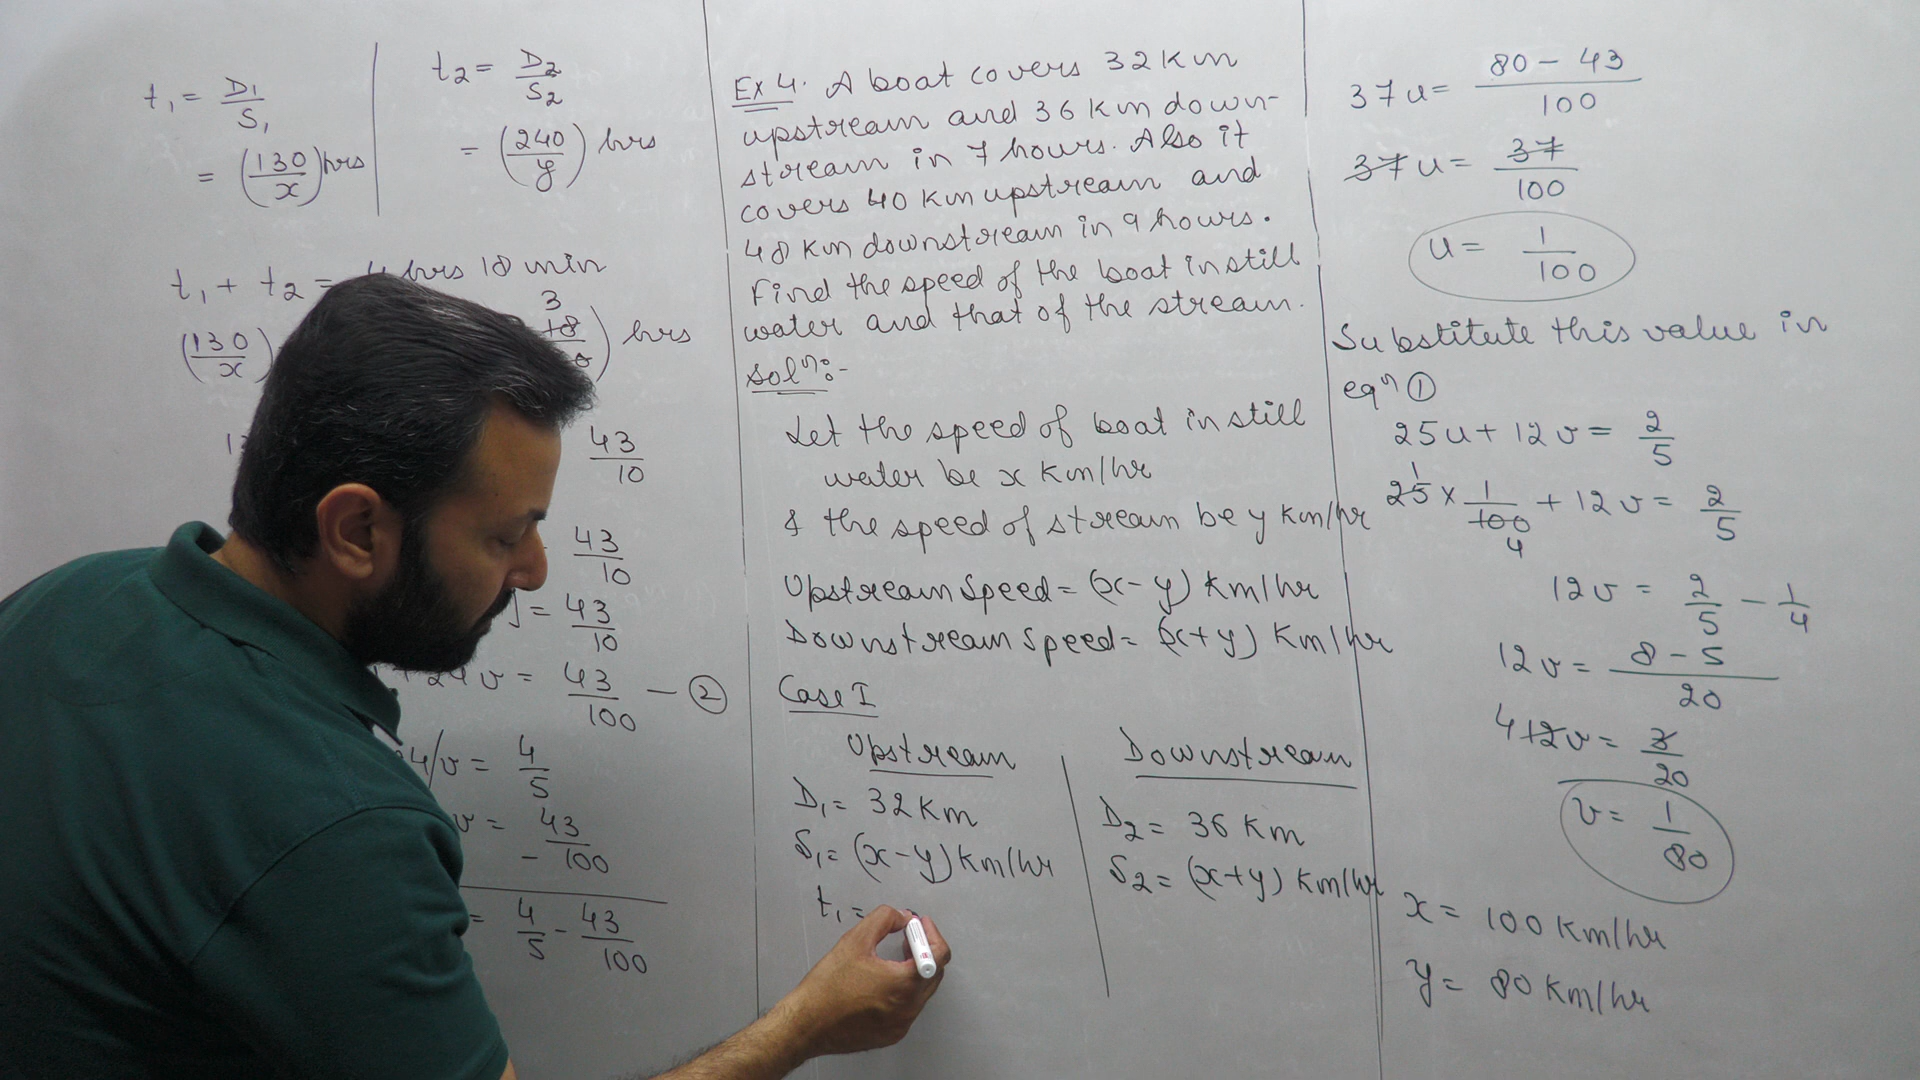 t₁ = D₁/S₁
= (130/x) hrs
t₂ = D₂/S₂
= (240/y) hrs
t₁ + t₂ = 4 hrs 18 min
(130/x) 3 18 ) hrs
43/10
43/10
= 43/10
+ 24v = 43/100 — ②
24v = 4/5
v = 43/100
−
= 4/5 - 43/100
Ex 4. A boat covers 32 Km
upstream and 36 Km down-
stream in 7 hours. Also it
covers 40 Km upstream and
48 Km downstream in 9 hours.
Find the speed of the boat in still
water and that of the stream.
Solⁿ:-
Let the speed of boat in still
water be x Km/hr
& the speed of stream be y Km/hr
Upstream Speed = (x-y) Km/hr
Downstream Speed = (x+y) Km/hr
Case I
Upstream
D₁ = 32 Km
S₁ = (x-y) Km/hr
t₁ =
Downstream
D₂ = 36 Km
S₂ = (x+y) Km/hr
37u = 80 - 43/100
37u = 37/100
u = 1/100
Substitute this value in
eqⁿ ①
25u + 12v = 2/5
25 1 × 1/100 4 + 12v = 2/5
12v = 2/5 - 1/4
12v = 8 - 5/20
4 12v = 3/20
v = 1/80
x = 100 Km/hr
y = 80 Km/hr